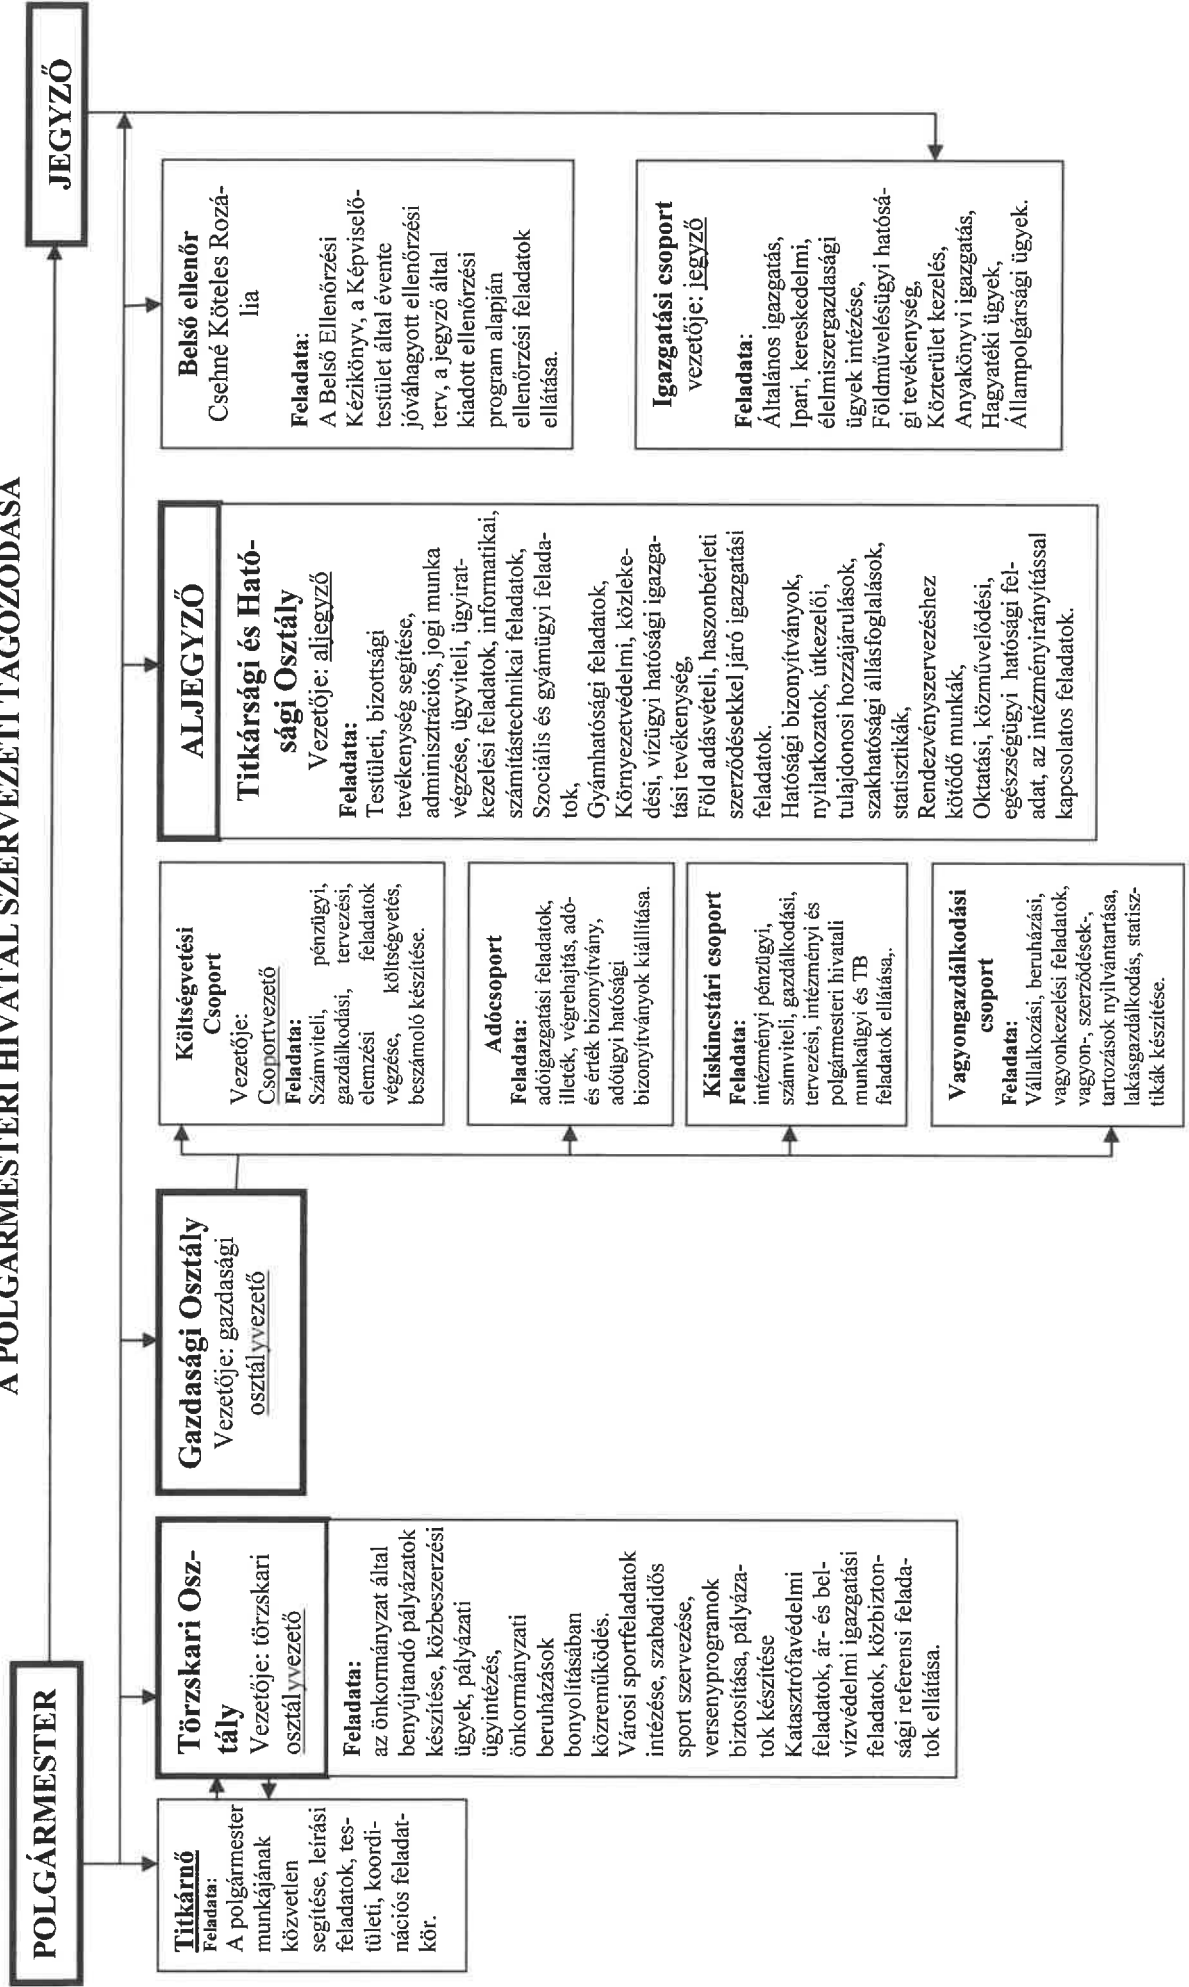 A POLGÁRMESTERI HIVATAL SZERVEZETI TAGOZÓDÁSA
POLGÁRMESTER
JEGYZŐ
Titkárnő
Feladata:
A polgármester
munkájának
közvetlen
segítése, leírási
feladatok, tes-
tületi, koordi-
nációs feladat-
kör.
Törzskari Osz-
tály
Vezetője: törzskari
osztályvezető
Feladata:
az önkormányzat által
benyújtandó pályázatok
készítése, közbeszerzési
ügyek, pályázati
ügyintézés,
önkormányzati
beruházások
bonyolításában
közreműködés.
Városi sportfeladatok
intézése, szabadidős
sport szervezése,
versenyprogramok
biztosítása, pályáza-
tok készítése
Katasztrófavédelmi
feladatok, ár- és bel-
vízvédelmi igazgatási
feladatok, közbizton-
sági referensi felada-
tok ellátása.
Gazdasági Osztály
Vezetője: gazdasági
osztályvezető
Költségvetési
Csoport
Vezetője:
Csoportvezető
Feladata:
Számviteli, pénzügyi,
gazdálkodási, tervezési,
elemzési feladatok
végzése, költségvetés,
beszámoló készítése.
Adócsoport
Feladata:
adóigazgatási feladatok,
illeték, végrehajtás, adó-
és érték bizonyítvány,
adóügyi hatósági
bizonyítványok kiállítása.
Kiskincstári csoport
Feladata:
intézményi pénzügyi,
számviteli, gazdálkodási,
tervezési, intézményi és
polgármesteri hivatali
munkaügyi és TB
feladatok ellátása,.
Vagyongazdálkodási
csoport
Feladata:
Vállalkozási, beruházási,
vagyonkezelési feladatok,
vagyon-, szerződések-,
tartozások nyilvántartása,
lakásgazdálkodás, statisz-
tikák készítése.
ALJEGYZŐ
Titkársági és Ható-
sági Osztály
Vezetője: aljegyző
Feladata:
Testületi, bizottsági
tevékenység segítése,
adminisztrációs, jogi munka
végzése, ügyviteli, ügyirat-
kezelési feladatok, informatikai,
számítástechnikai feladatok,
Szociális és gyámügyi felada-
tok,
Gyámhatósági feladatok,
Környezetvédelmi, közleke-
dési, vízügyi hatósági igazga-
tási tevékenység,
Föld adásvételi, haszonbérleti
szerződésekkel járó igazgatási
feladatok.
Hatósági bizonyítványok,
nyilatkozatok, útkezelői,
tulajdonosi hozzájárulások,
szakhatósági állásfoglalások,
statisztikák,
Rendezvényszervezéshez
kötődő munkák,
Oktatási, közművelődési,
egészségügyi hatósági fel-
adat, az intézményirányítással
kapcsolatos feladatok.
Belső ellenőr
Csehné Köteles Rozá-
lia
Feladata:
A Belső Ellenőrzési
Kézikönyv, a Képviselő-
testület által évente
jóváhagyott ellenőrzési
terv, a jegyző által
kiadott ellenőrzési
program alapján
ellenőrzési feladatok
ellátása.
Igazgatási csoport
vezetője: jegyző
Feladata:
Általános igazgatás,
Ipari, kereskedelmi,
élelmiszergazdasági
ügyek intézése,
Földművelésügyi hatósá-
gi tevékenység,
Közterület kezelés,
Anyakönyvi igazgatás,
Hagyatéki ügyek,
Állampolgársági ügyek.